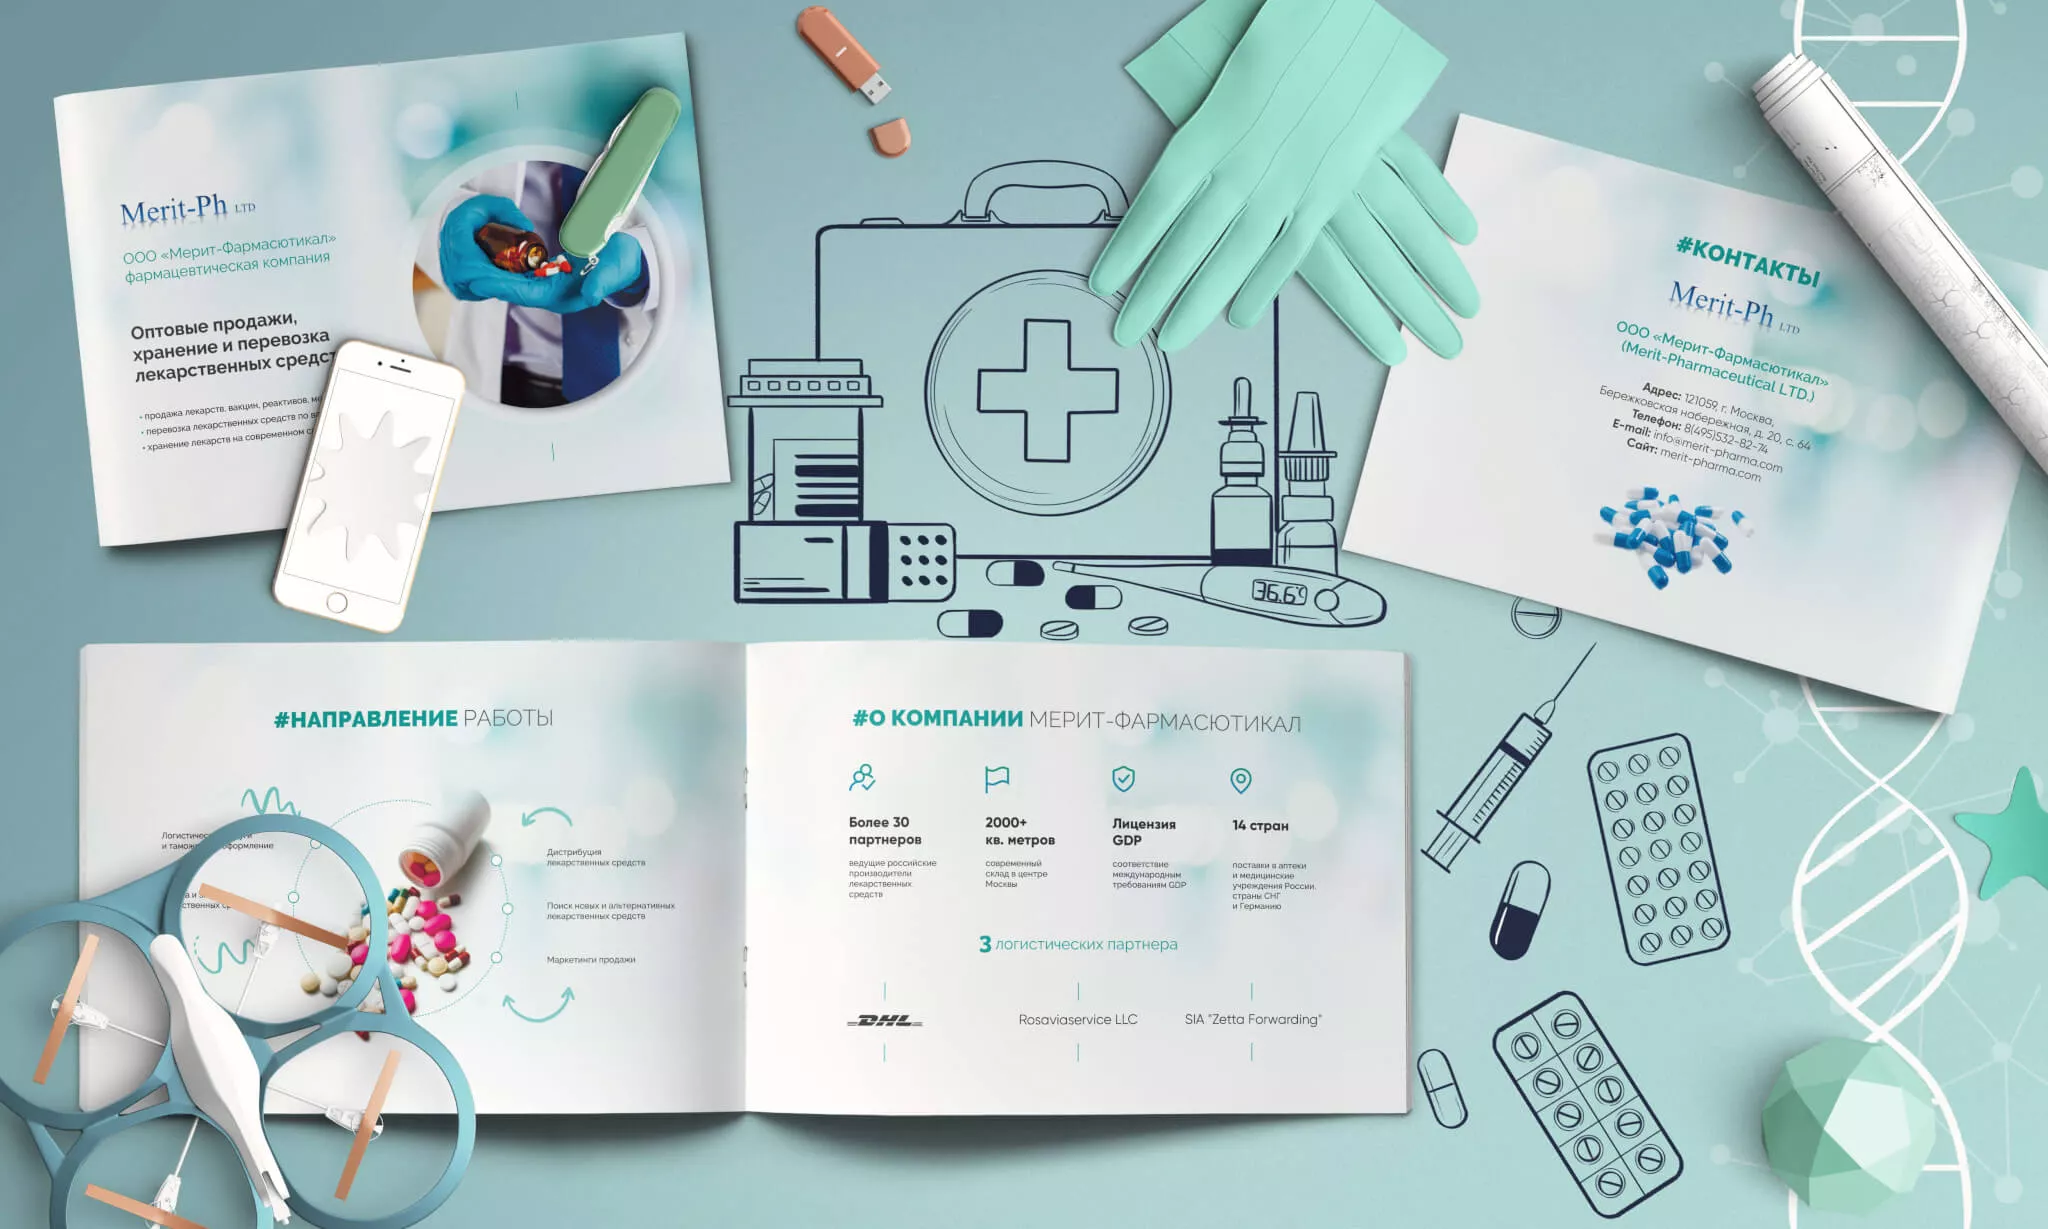 Merit-Ph LTD
ООО «Мерит-Фармасютикал»
фармацевтическая компания
Оптовые продажи,
хранение и перевозка
лекарственных средст
• продажа лекарств, вакцин, реактивов,
• перевозка лекарственных средств по
• хранение лекарств на современном
#КОНТАКТЫ
Merit-Ph LTD
ООО «Мерит-Фармасютикал»
(Merit-Pharmaceutical LTD.)
Адрес: 121059, г. Москва,
Бережковская набережная, д. 20, с. 64
Телефон: 8(495)532-82-74
E-mail: info@merit-pharma.com
Сайт: merit-pharma.com
36.6°c
#НАПРАВЛЕНИЕ РАБОТЫ
Дистрибуция
лекарственных средств
Поиск новых и альтернативных
лекарственных средств
Маркетинги продажи
#О КОМПАНИИ МЕРИТ-ФАРМАСЮТИКАЛ
Более 30
партнеров
ведущие российские
производители
лекарственных
средств
2000+
кв. метров
современный
склад в центре
Москвы
Лицензия
GDP
соответствие
международным
требованиям GDP
14 стран
поставки в аптеки
и медицинские
учреждения России.
страны СНГ
и Германию
3 логистических партнера
DHL
Rosaviaservice LLC
SIA "Zetta Forwarding"